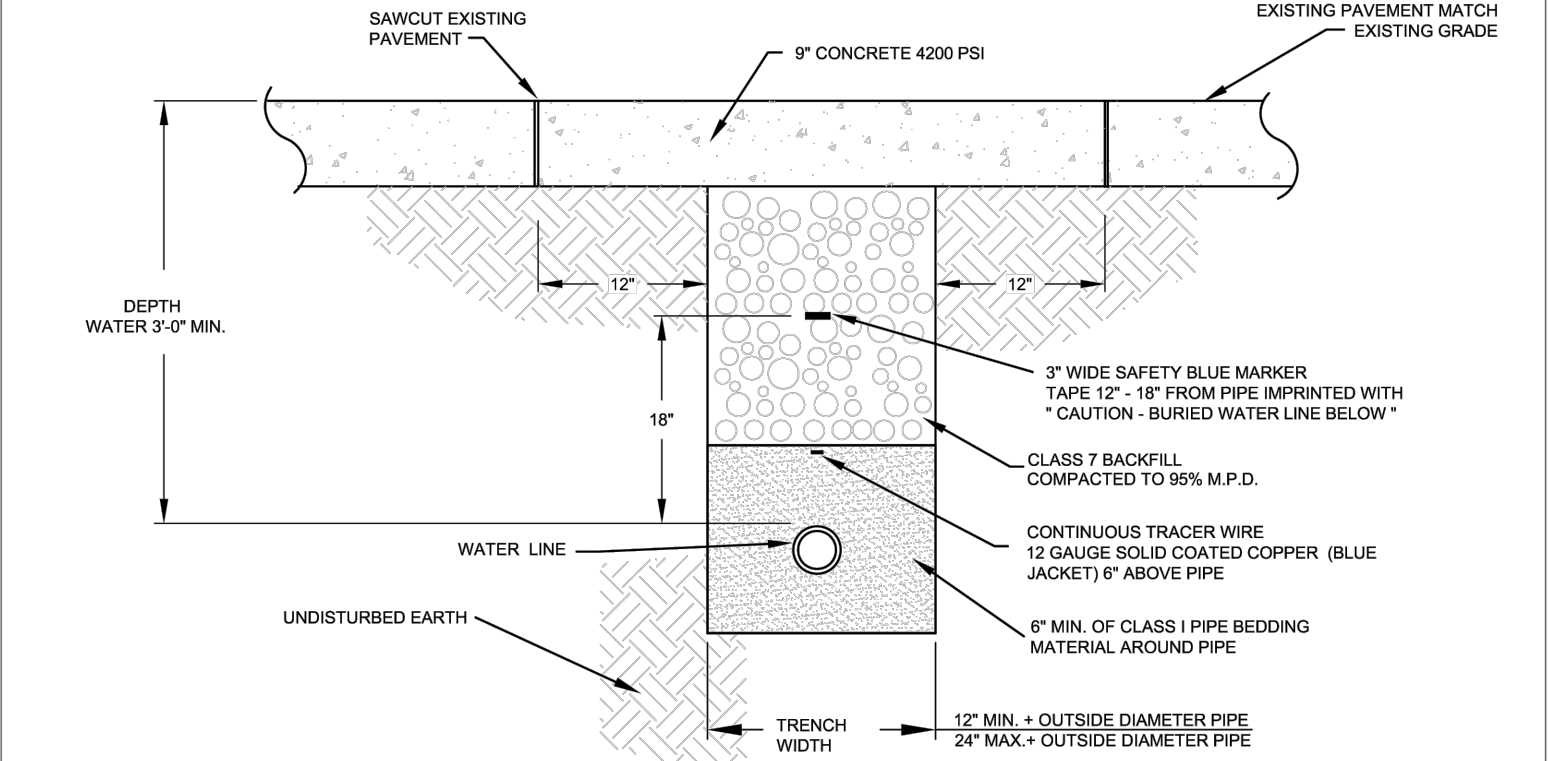 SAWCUT EXISTING
PAVEMENT
9" CONCRETE 4200 PSI
EXISTING PAVEMENT MATCH
EXISTING GRADE
12"
12"
DEPTH
WATER 3'-0" MIN.
3" WIDE SAFETY BLUE MARKER
TAPE 12" - 18" FROM PIPE IMPRINTED WITH
" CAUTION - BURIED WATER LINE BELOW "
18"
CLASS 7 BACKFILL
COMPACTED TO 95% M.P.D.
CONTINUOUS TRACER WIRE
12 GAUGE SOLID COATED COPPER (BLUE
JACKET) 6" ABOVE PIPE
WATER LINE
UNDISTURBED EARTH
6" MIN. OF CLASS I PIPE BEDDING
MATERIAL AROUND PIPE
TRENCH
WIDTH
12" MIN. + OUTSIDE DIAMETER PIPE
24" MAX.+ OUTSIDE DIAMETER PIPE